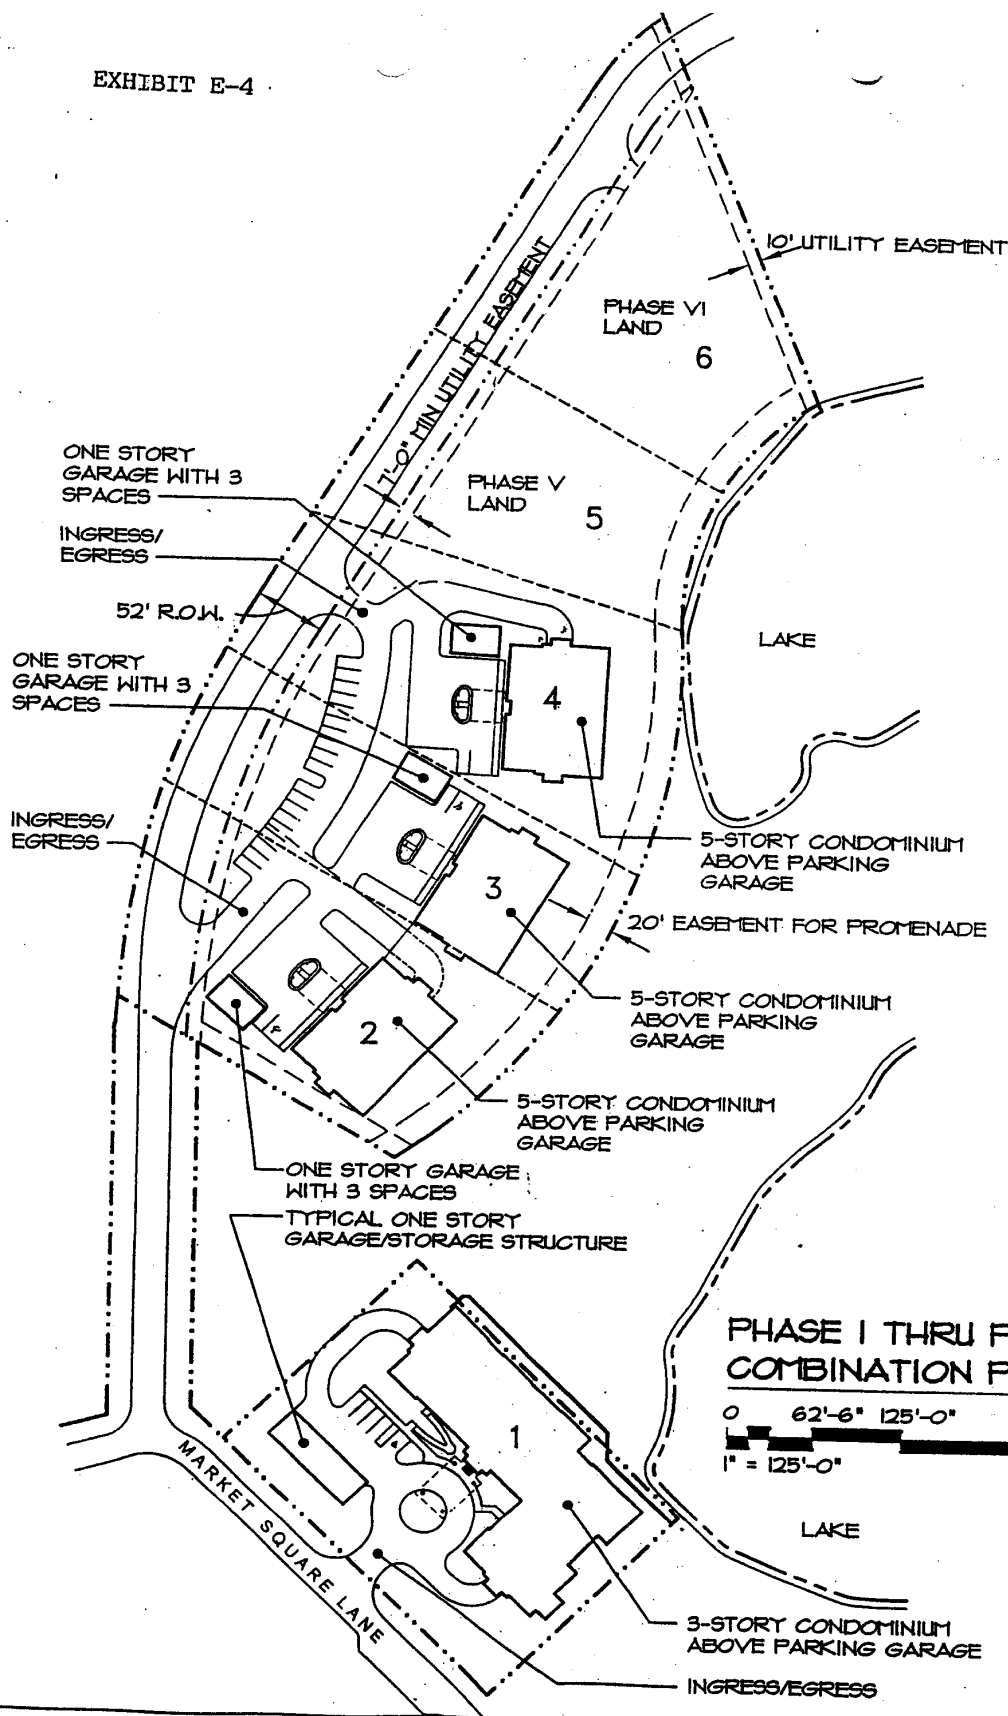 EXHIBIT E-4
10' UTILITY EASEMENT
PHASE VI
LAND
6
7'-0" MIN UTILITY EASEMENT
ONE STORY
GARAGE WITH 3
SPACES
PHASE V
LAND
5
INGRESS/
EGRESS
52' R.O.W.
LAKE
ONE STORY
GARAGE WITH 3
SPACES
4
INGRESS/
EGRESS
5-STORY CONDOMINIUM
ABOVE PARKING
GARAGE
3
20' EASEMENT FOR PROMENADE
5-STORY CONDOMINIUM
ABOVE PARKING
GARAGE
2
5-STORY CONDOMINIUM
ABOVE PARKING
GARAGE
ONE STORY GARAGE
WITH 3 SPACES
TYPICAL ONE STORY
GARAGE/STORAGE STRUCTURE
PHASE I THRU
COMBINATION
0 62'-6" 125'-0"
1" = 125'-0"
1
MARKET SQUARE LANE
LAKE
3-STORY CONDOMINIUM
ABOVE PARKING GARAGE
INGRESS/EGRESS